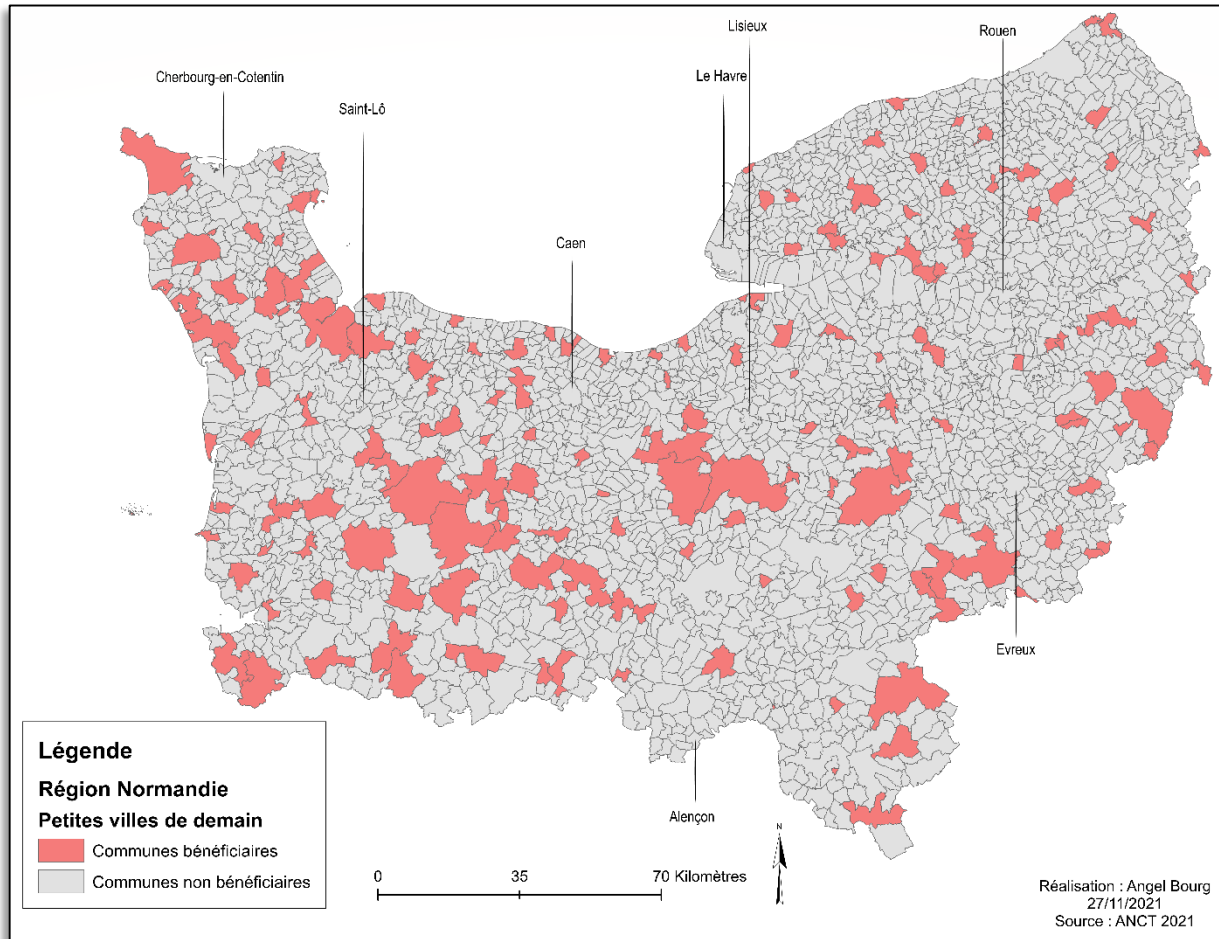 Lisieux
Rouen
Cherbourg-en-Cotentin
Le Havre
Saint-Lô
Caen
Evreux
Alençon
Légende
Région Normandie
Petites villes de demain
Communes bénéficiaires
Communes non bénéficiaires
0 35 70 Kilomètres
N
Réalisation : Angel Bourg
27/11/2021
Source : ANCT 2021